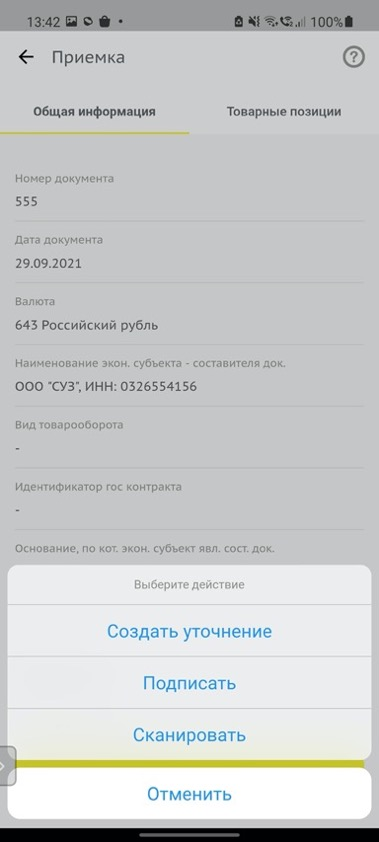 13:42
100%
Приемка
Общая информация
Товарные позиции
Номер документа
555
Дата документа
29.09.2021
Валюта
643 Российский рубль
Наименование экон. субъекта - составителя док.
ООО "СУЗ", ИНН: 0326554156
Вид товарооборота
-
Идентификатор гос контракта
-
Основание, по кот. экон. субъект явл. сост. док.
Выберите действие
Создать уточнение
Подписать
Сканировать
Отменить